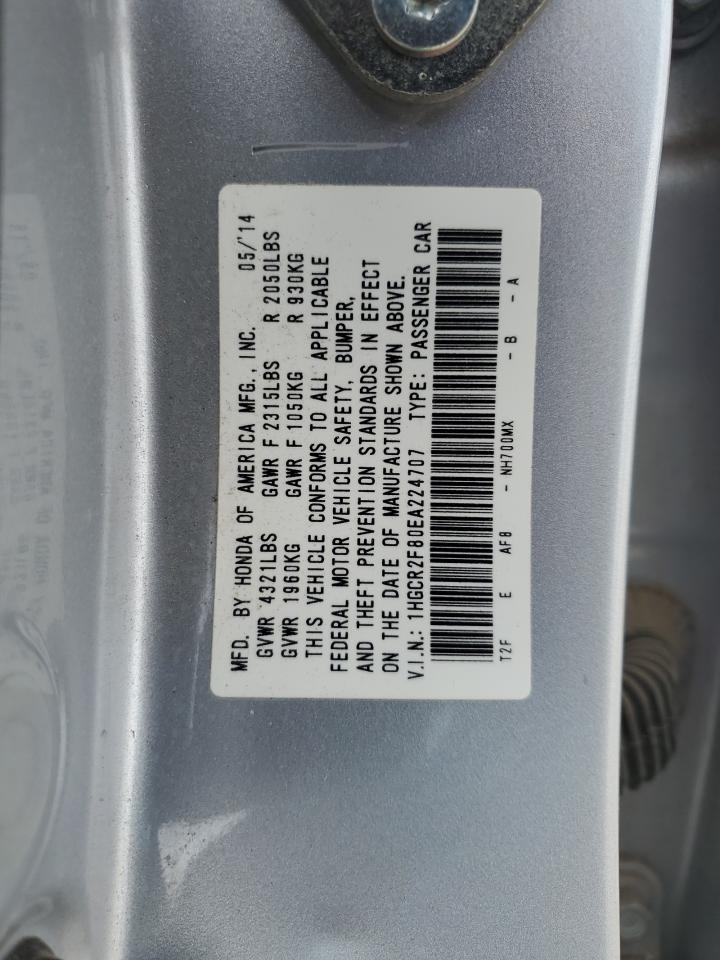 MFD. BY HONDA OF AMERICA MFG., INC. 05/'14
GVWR 4321LBS GAWR F 2315LBS R 2050LBS
GVWR 1960KG GAWR F 1050KG R 930KG
THIS VEHICLE CONFORMS TO ALL APPLICABLE
FEDERAL MOTOR VEHICLE SAFETY, BUMPER,
AND THEFT PREVENTION STANDARDS IN EFFECT
ON THE DATE OF MANUFACTURE SHOWN ABOVE.
V.I.N.: 1HGCR2F80EA224707 TYPE: PASSENGER CAR
T2F E AF8 - NH700MX - B - A